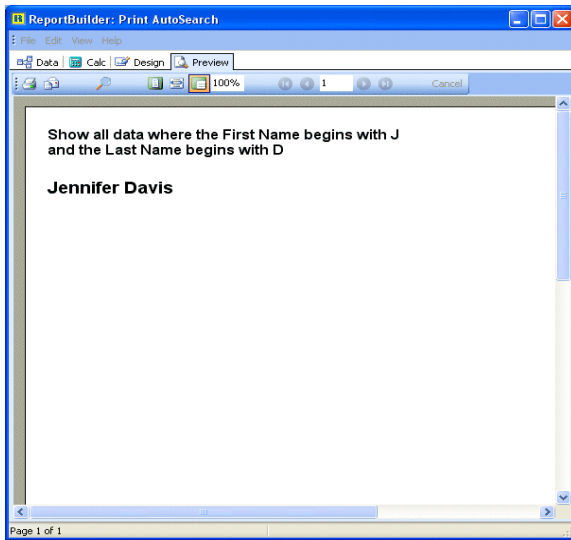 ReportBuilder: Print AutoSearch
File Edit View Help
Data Calc Design Preview
100% 1 Cancel
Show all data where the First Name begins with J
and the Last Name begins with D
Jennifer Davis
Page 1 of 1